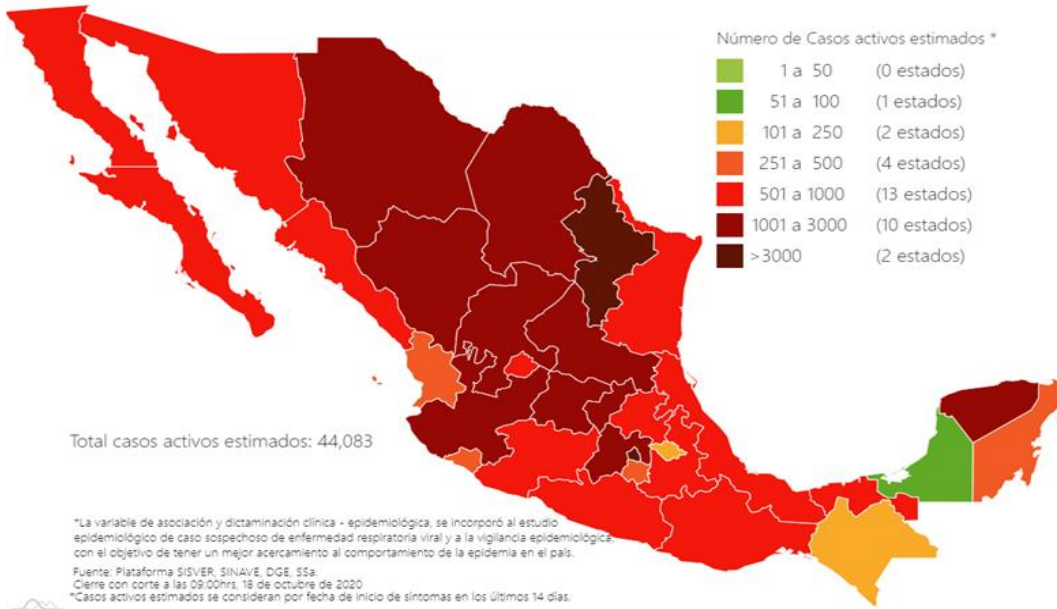 Número de Casos activos estimados *
1 a 50 (0 estados)
51 a 100 (1 estados)
101 a 250 (2 estados)
251 a 500 (4 estados)
501 a 1000 (13 estados)
1001 a 3000 (10 estados)
>3000 (2 estados)
Total casos activos estimados: 44,083
*La variable de asociación y dictaminación clínica - epidemiológica, se incorporó al estudio
epidemiológico de caso sospechoso de enfermedad respiratoria viral y a la vigilancia epidemiológica,
con el objetivo de tener un mejor acercamiento al comportamiento de la epidemia en el país.
Fuente: Plataforma SISVER, SINAVE, DGE, SSa.
Cierre con corte a las 09:00hrs, 18 de octubre de 2020
*Casos activos estimados se consideran por fecha de inicio de síntomas en los últimos 14 días.